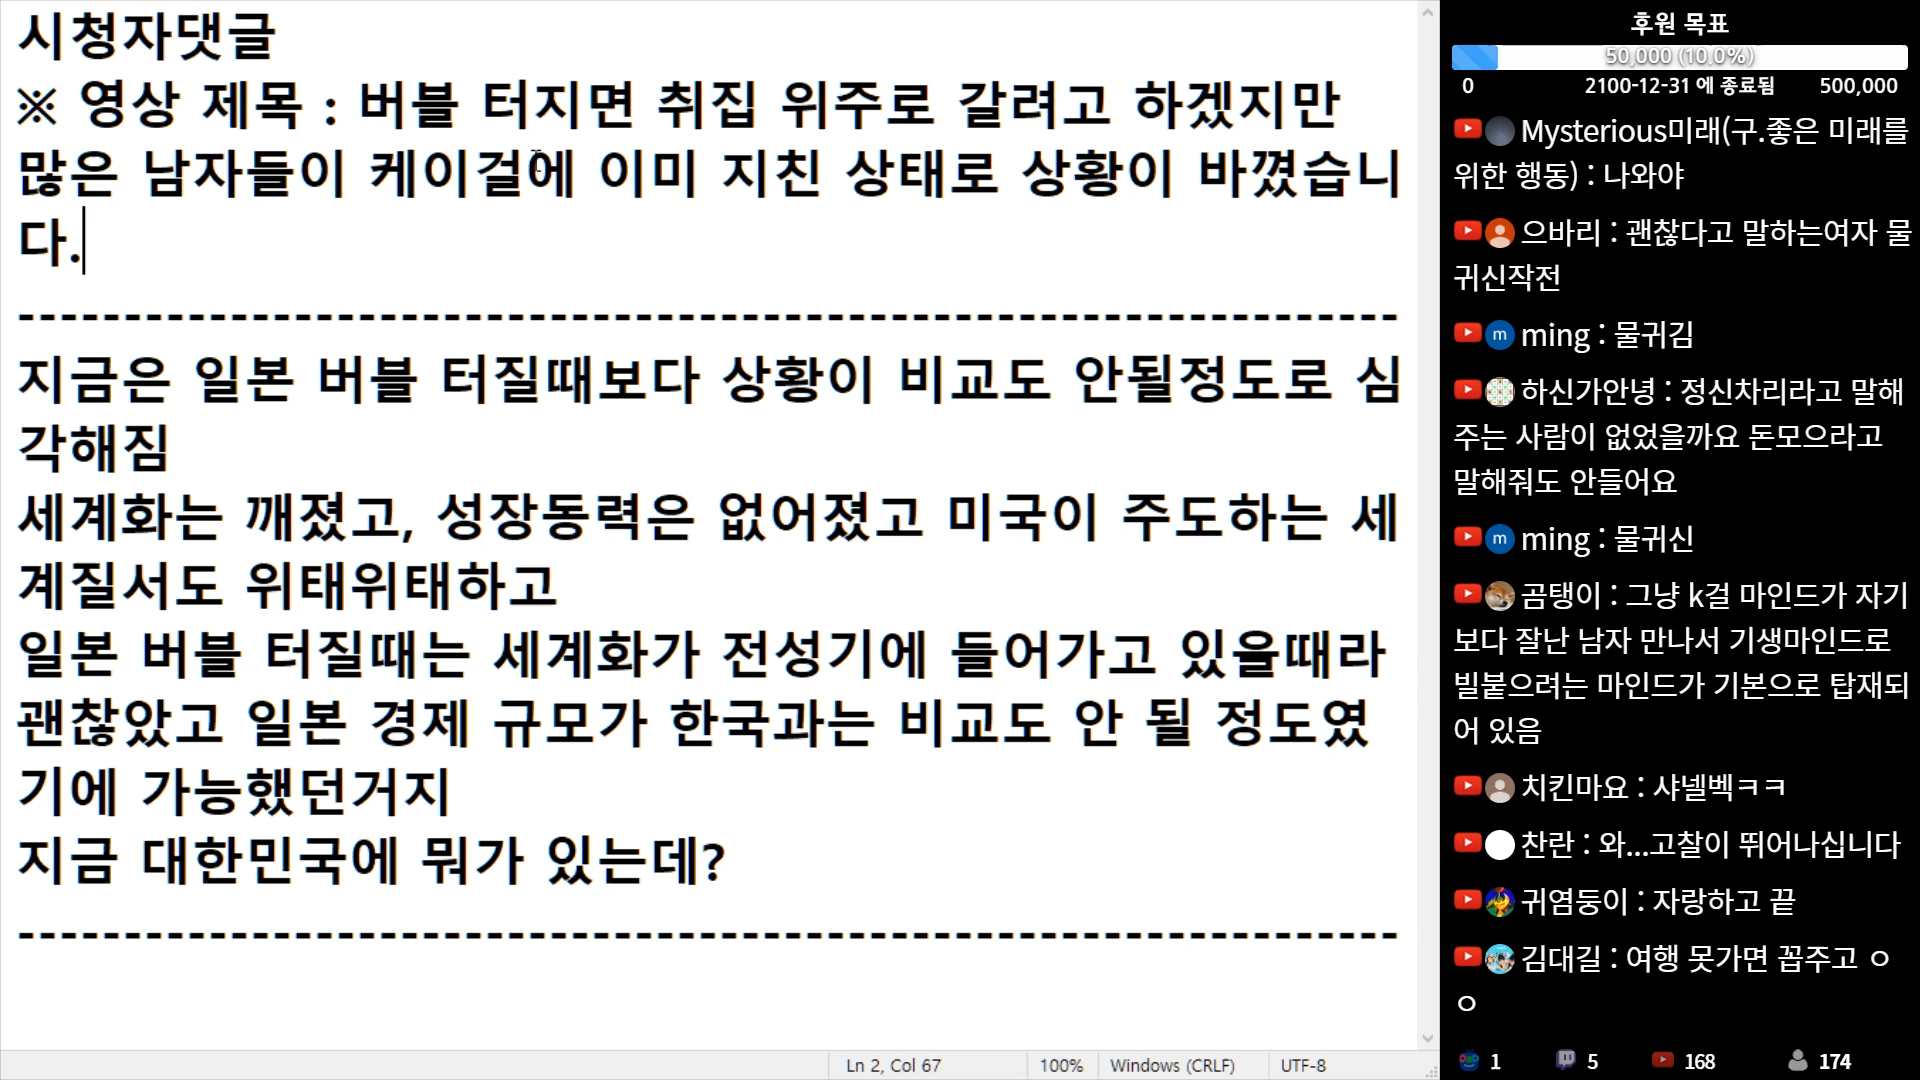 시청자댓글
※ 영상 제목 : 버블 터지면 취집 위주로 갈려고 하겠지만
많은 남자들이 케이걸에 이미 지친 상태로 상황이 바꼈습니
다.
------------------------------------------------------------------
지금은 일본 버블 터질때보다 상황이 비교도 안될정도로 심
각해짐
세계화는 깨졌고, 성장동력은 없어졌고 미국이 주도하는 세
계질서도 위태위태하고
일본 버블 터질때는 세계화가 전성기에 들어가고 있을때라
괜찮았고 일본 경제 규모가 한국과는 비교도 안 될 정도였
기에 가능했던거지
지금 대한민국에 뭐가 있는데?
------------------------------------------------------------------
Ln 2, Col 67
100%
Windows (CRLF)
UTF-8
후원 목표
50,000 (10.0%)
0 2100-12-31 에 종료됨 500,000
Mysterious미래(구.좋은 미래를
위한 행동) : 나와야
으바리 : 괜찮다고 말하는여자 물
귀신작전
m ming : 물귀김
하신가안녕 : 정신차리라고 말해
주는 사람이 없었을까요 돈모으라고
말해줘도 안들어요
m ming : 물귀신
곰탱이 : 그냥 k걸 마인드가 자기
보다 잘난 남자 만나서 기생마인드로
빌붙으려는 마인드가 기본으로 탑재되
어 있음
치킨마요 : 샤넬벡ㅋㅋ
찬란 : 와...고찰이 뛰어나십니다
귀염둥이 : 자랑하고 끝
김대길 : 여행 못가면 꼽주고 ㅇ
ㅇ
1 5 168 174